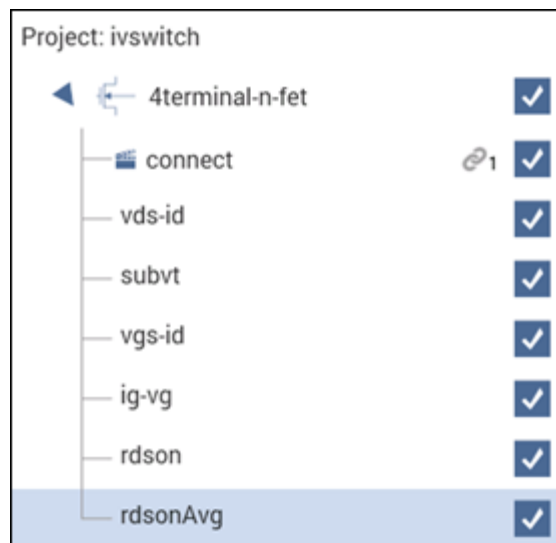 Project: ivswitch
4terminal-n-fet
connect 1
vds-id
subvt
vgs-id
ig-vg
rdson
rdsonAvg